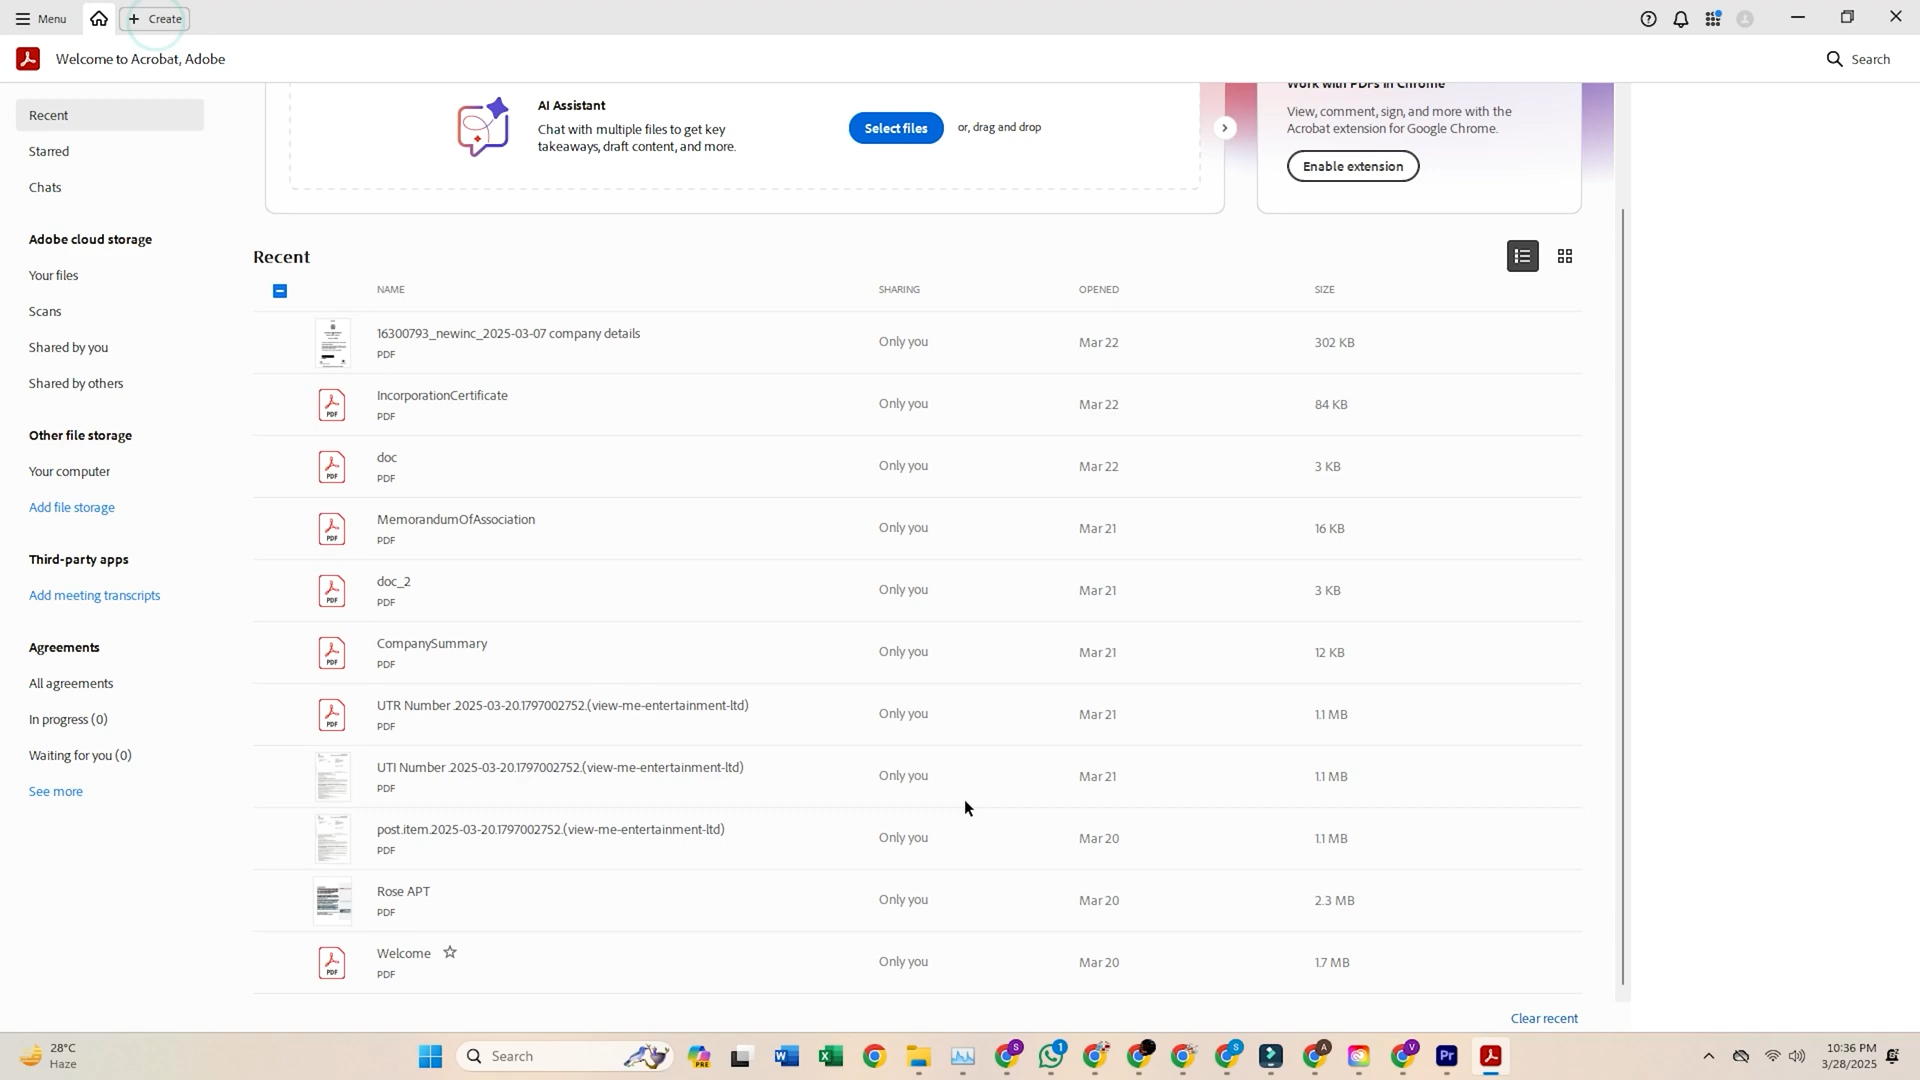 Menu
Create
Welcome to Acrobat, Adobe
Search
Recent
Starred
Chats
Adobe cloud storage
Your files
Scans
Shared by you
Shared by others
Other file storage
Your computer
Add file storage
Third-party apps
Add meeting transcripts
Agreements
All agreements
In progress (0)
Waiting for you (0)
See more
AI Assistant
Chat with multiple files to get key
takeaways, draft content, and more.
Select files
or, drag and drop
Work with PDFs in Chrome
View, comment, sign, and more with the
Acrobat extension for Google Chrome.
Enable extension
Recent
NAME SHARING OPENED SIZE
16300793_newinc_2025-03-07 company details
PDF
Only you Mar 22 302 KB
IncorporationCertificate
PDF
Only you Mar 22 84 KB
doc
PDF
Only you Mar 22 3 KB
MemorandumOfAssociation
PDF
Only you Mar 21 16 KB
doc_2
PDF
Only you Mar 21 3 KB
CompanySummary
PDF
Only you Mar 21 12 KB
UTR Number .2025-03-20.1797002752.(view-me-entertainment-ltd)
PDF
Only you Mar 21 1.1 MB
UTI Number .2025-03-20.1797002752.(view-me-entertainment-ltd)
PDF
Only you Mar 21 1.1 MB
post.item.2025-03-20.1797002752.(view-me-entertainment-ltd)
PDF
Only you Mar 20 1.1 MB
Rose APT
PDF
Only you Mar 20 2.3 MB
Welcome
PDF
Only you Mar 20 1.7 MB
Clear recent
28°C
Haze
Search
10:36 PM
3/28/2025